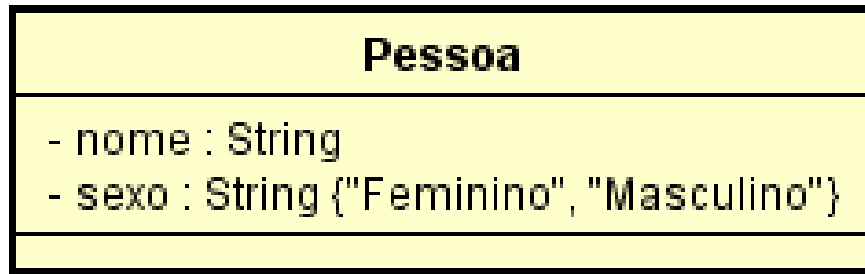 Pessoa
- nome : String
- sexo : String {"Feminino", "Masculino"}